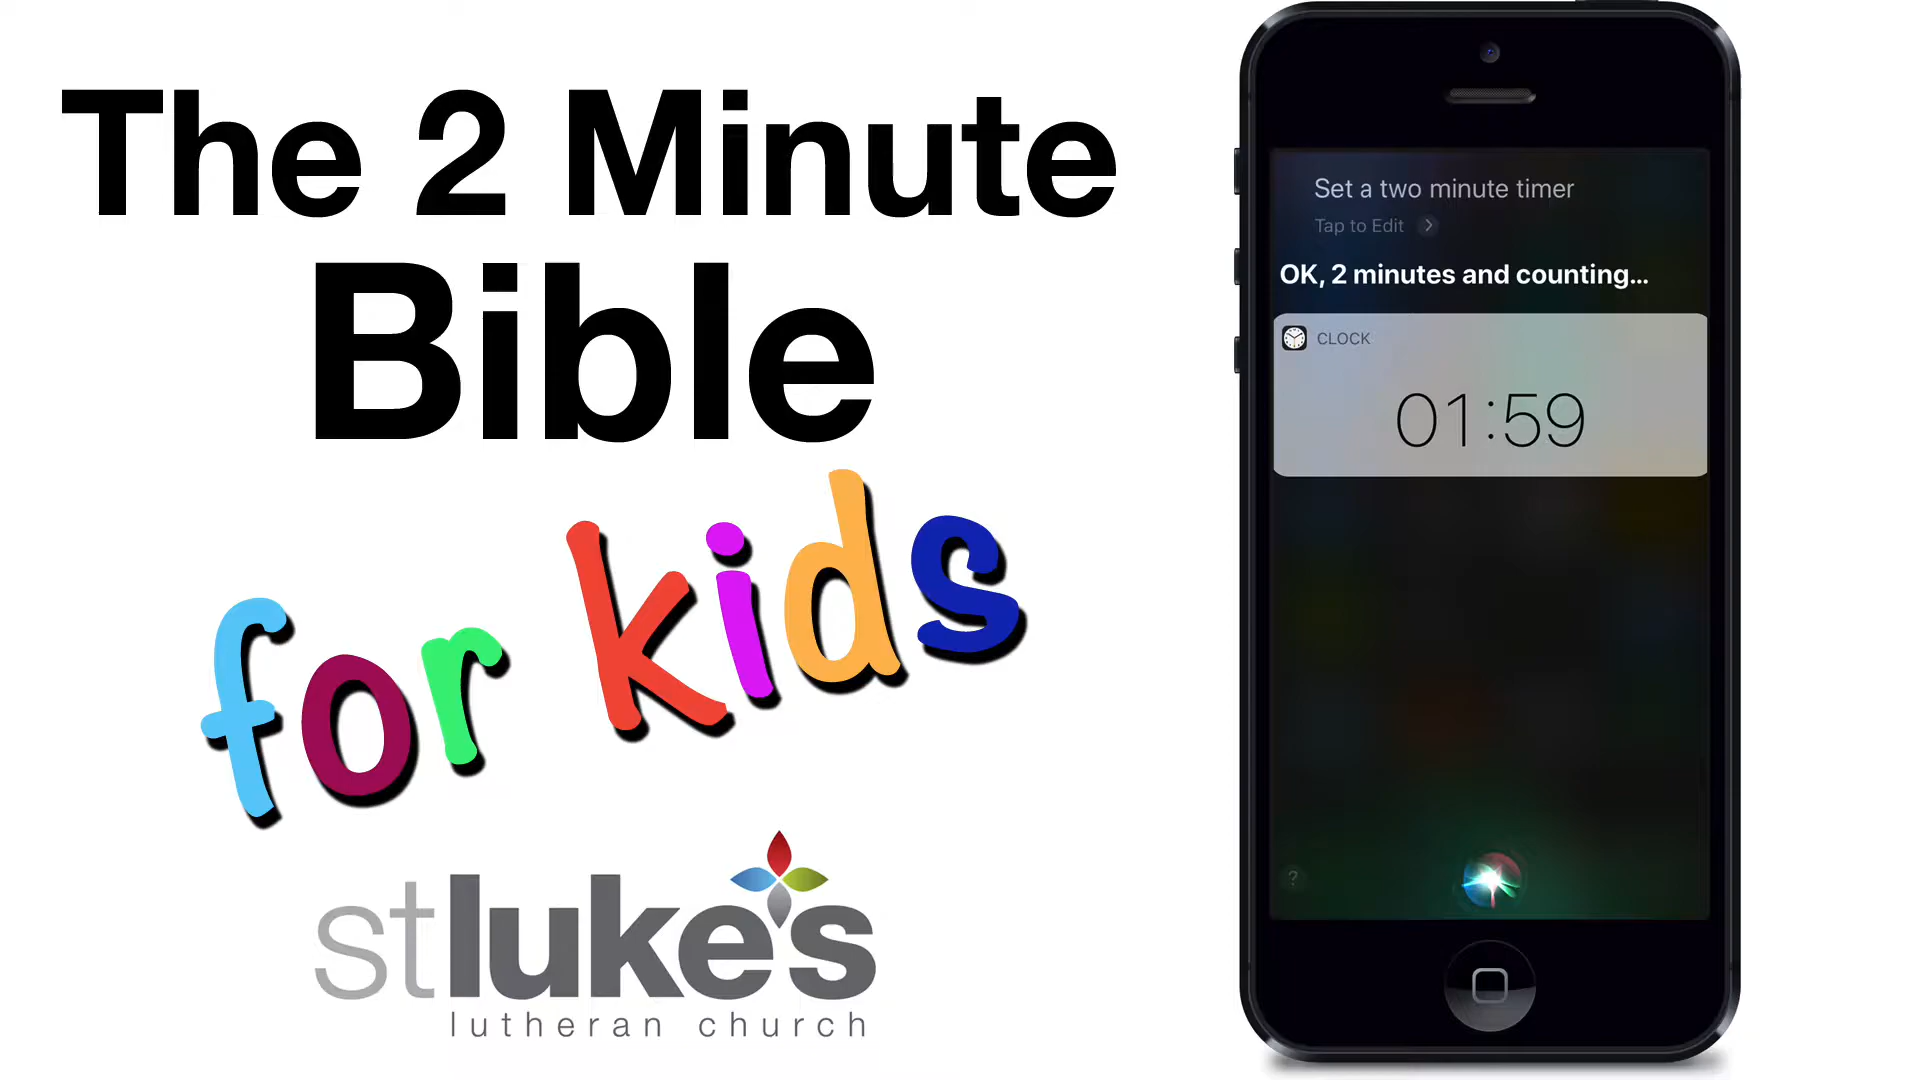 The 2 Minute
Bible
for kids
stluke's
lutheran church
Set a two minute timer
Tap to Edit
OK, 2 minutes and counting...
CLOCK
01:59
?